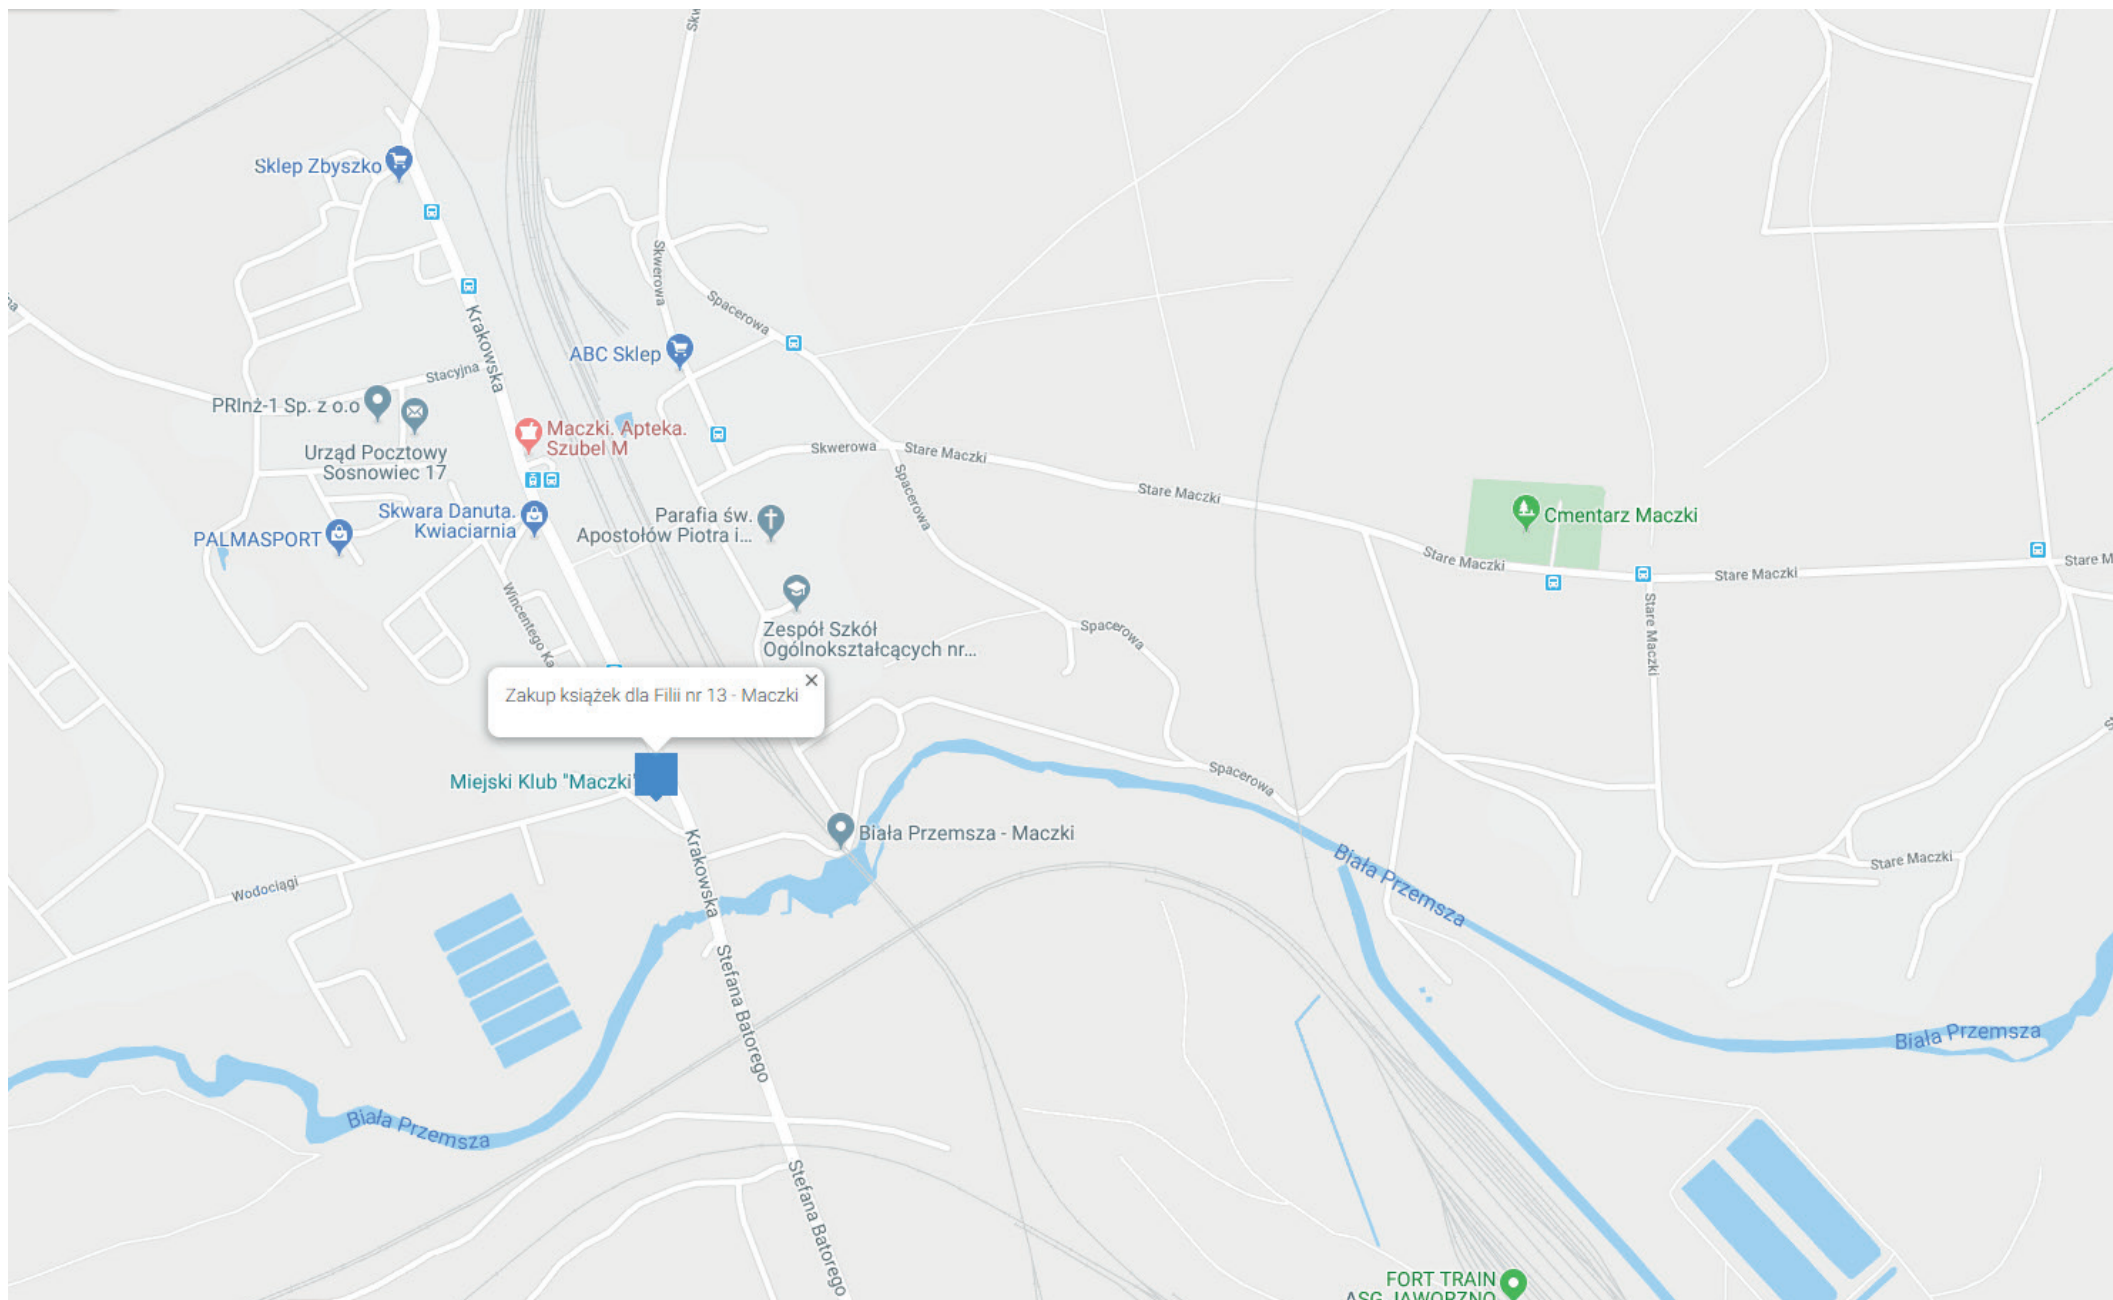 Sklep Zbyszko
Krakowska
Skwerowa
Spacerowa
ABC Sklep
Stacyjna
PRInż-1 Sp. z o.o
Urząd Pocztowy
Sosnowiec 17
Maczki. Apteka.
Szubel M
Skwerowa
Stare Maczki
Stare Maczki
Spacerowa
Skwara Danuta.
Kwiaciarnia
PALMASPORT
Parafia św.
Apostołów Piotra i...
Cmentarz Maczki
Stare Maczki
Stare Maczki
Stare M
Stare Maczki
Wincentego Ka
Zespół Szkół
Ogólnokształcących nr...
Spacerowa
Zakup książek dla Filii nr 13 - Maczki
Miejski Klub "Maczki"
Spacerowa
Biała Przemsza - Maczki
Krakowska
Wodociągi
Biała Przemsza
Stare Maczki
Stefana Batorego
Biała Przemsza
Biała Przemsza
Stefana Batorego
FORT TRAIN
ASG JAWORZNO